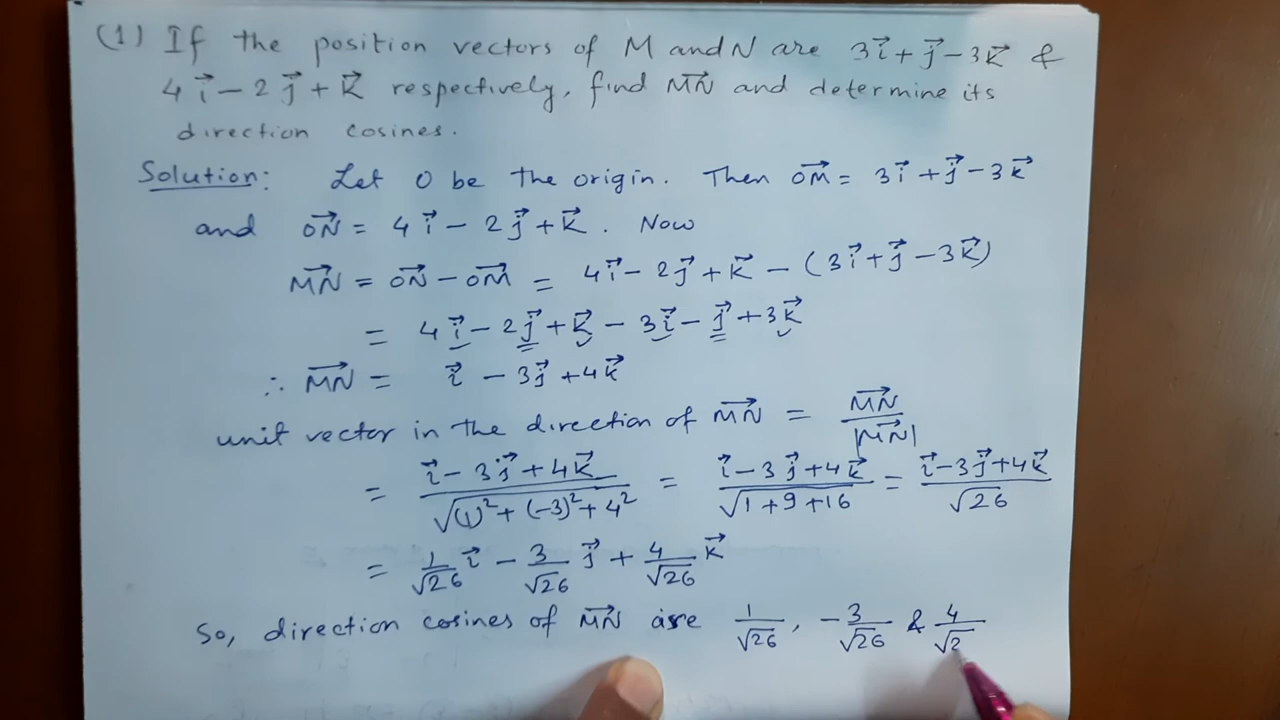 (1) If the position vectors of M and N are 3i⃗ + j⃗ − 3k⃗ &
4i⃗ − 2j⃗ + k⃗ respectively, find MN⃗ and determine its
direction cosines.
Solution: Let O be the origin. Then OM⃗ = 3i⃗ + j⃗ − 3k⃗
and ON⃗ = 4i⃗ − 2j⃗ + k⃗. Now
MN⃗ = ON⃗ − OM⃗ = 4i⃗ − 2j⃗ + k⃗ − (3i⃗ + j⃗ − 3k⃗)
= 4i⃗ − 2j⃗ + k⃗ − 3i⃗ − j⃗ + 3k⃗
∴ MN⃗ = i⃗ − 3j⃗ + 4k⃗
unit vector in the direction of MN⃗ = MN⃗/|MN⃗|
= (i⃗ − 3j⃗ + 4k⃗)/√((1)² + (−3)² + 4²) = (i⃗ − 3j⃗ + 4k⃗)/√(1+9+16) = (i⃗ − 3j⃗ + 4k⃗)/√26
= 1/√26 i⃗ − 3/√26 j⃗ + 4/√26 k⃗
So, direction cosines of MN⃗ are 1/√26, −3/√26 & 4/√2